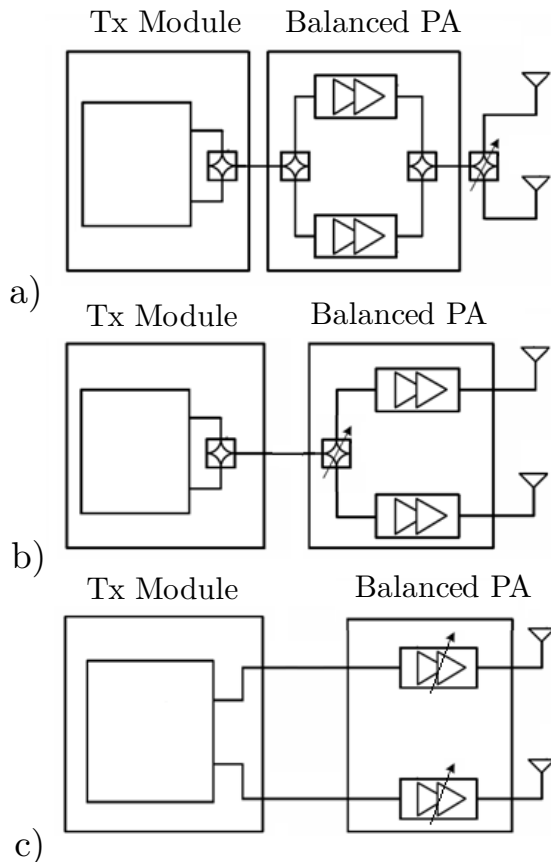 Tx Module Balanced PA
a)
Tx Module Balanced PA
b)
Tx Module Balanced PA
c)